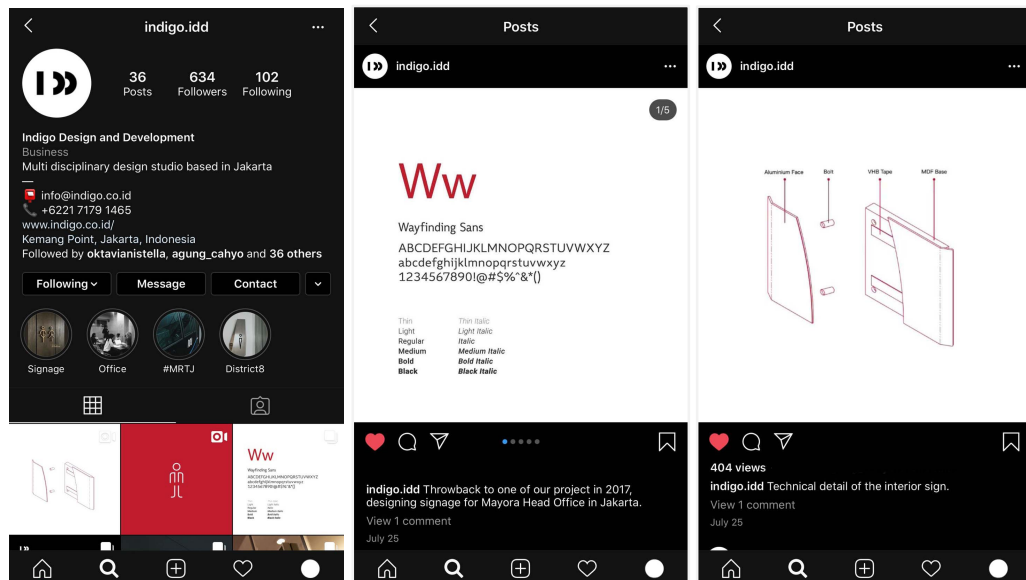 indigo.idd
36
634
102
Posts
Followers
Following
Indigo Design and Development
Business
Multi disciplinary design studio based in Jakarta
—
info@indigo.co.id
+6221 7179 1465
www.indigo.co.id/
Kemang Point, Jakarta, Indonesia
Followed by oktavianistella, agung_cahyo and 36 others
Following
Message
Contact
Signage
Office
#MRTJ
District8
Ww
Wayfinding Sans
ABCDEFGHIJKLMNOPQRSTUVWXYZ
abcdefghijklmnopqrstuvwxyz
1234567890!@#$%^&*()
Posts
indigo.idd
1/5
Ww
Wayfinding Sans
ABCDEFGHIJKLMNOPQRSTUVWXYZ
abcdefghijklmnopqrstuvwxyz
1234567890!@#$%^&*()
Thin Thin Italic
Light Light Italic
Regular Italic
Medium Medium Italic
Bold Bold Italic
Black Black Italic
indigo.idd Throwback to one of our project in 2017,
designing signage for Mayora Head Office in Jakarta.
View 1 comment
July 25
Posts
indigo.idd
Aluminium Face Bolt VHB Tape MDF Base
404 views
indigo.idd Technical detail of the interior sign.
View 1 comment
July 25